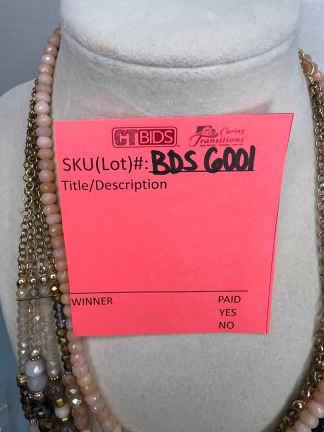 CTBIDS Caring Transitions
SKU(Lot)#: BDS 6001
Title/Description
WINNER PAID
YES
NO